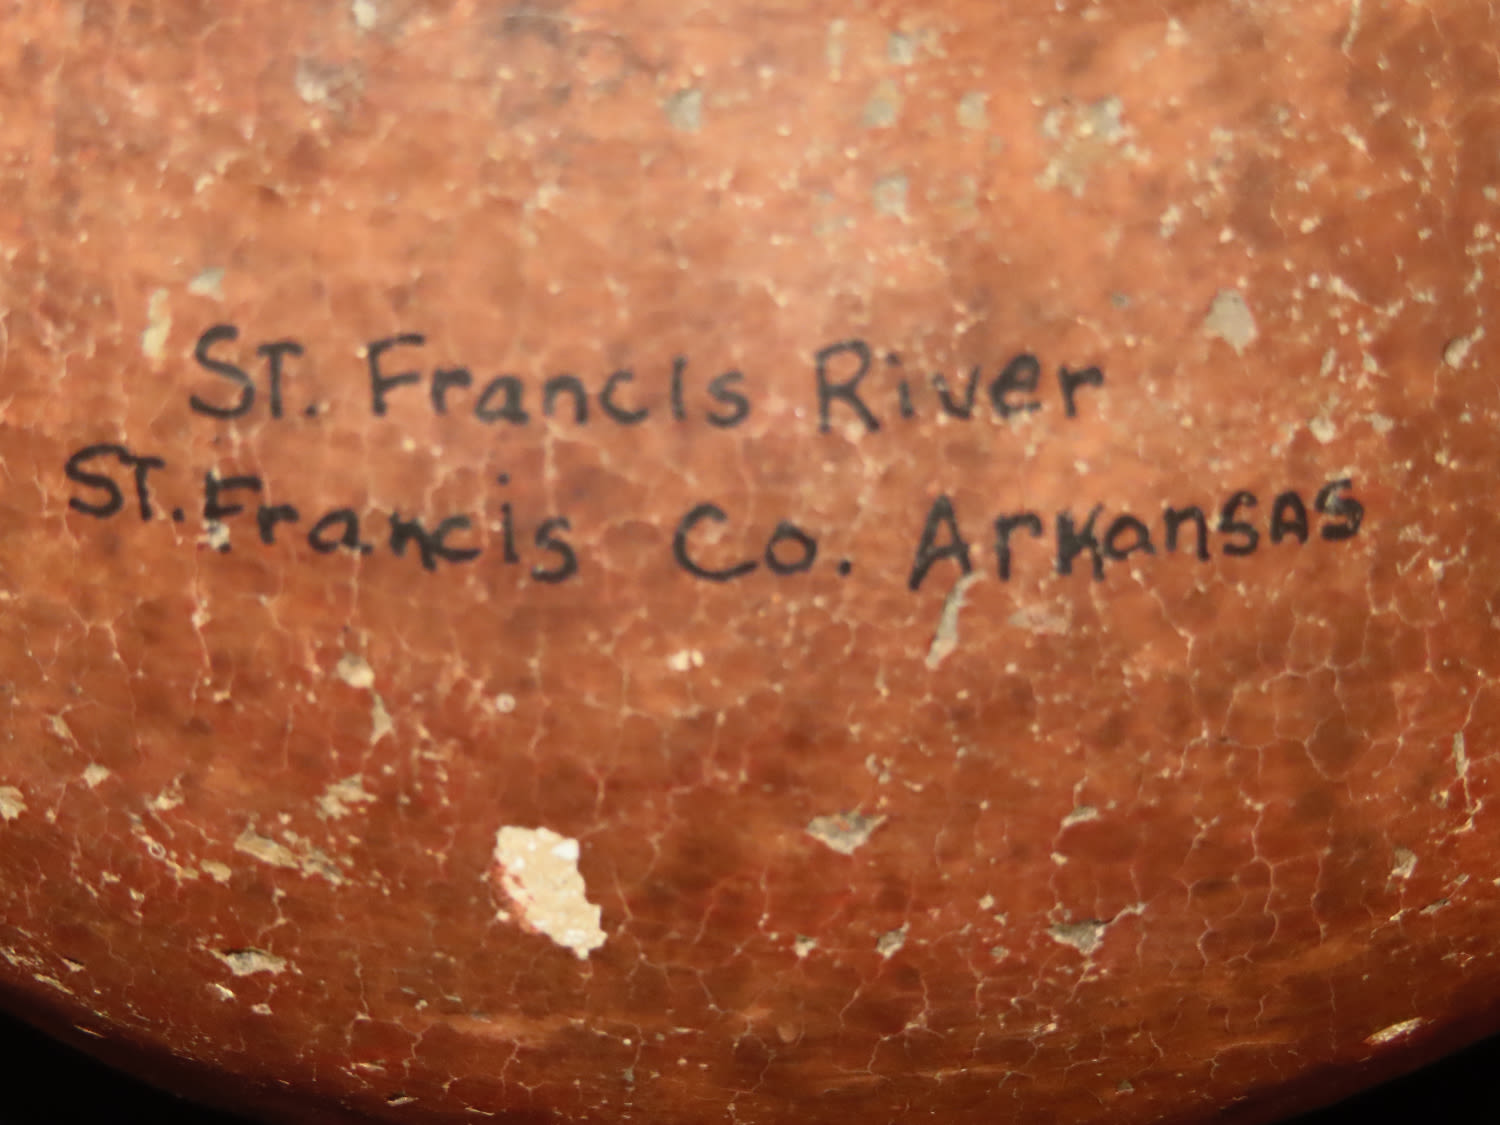 ST. Francis River
ST. Francis Co. ArKansAS